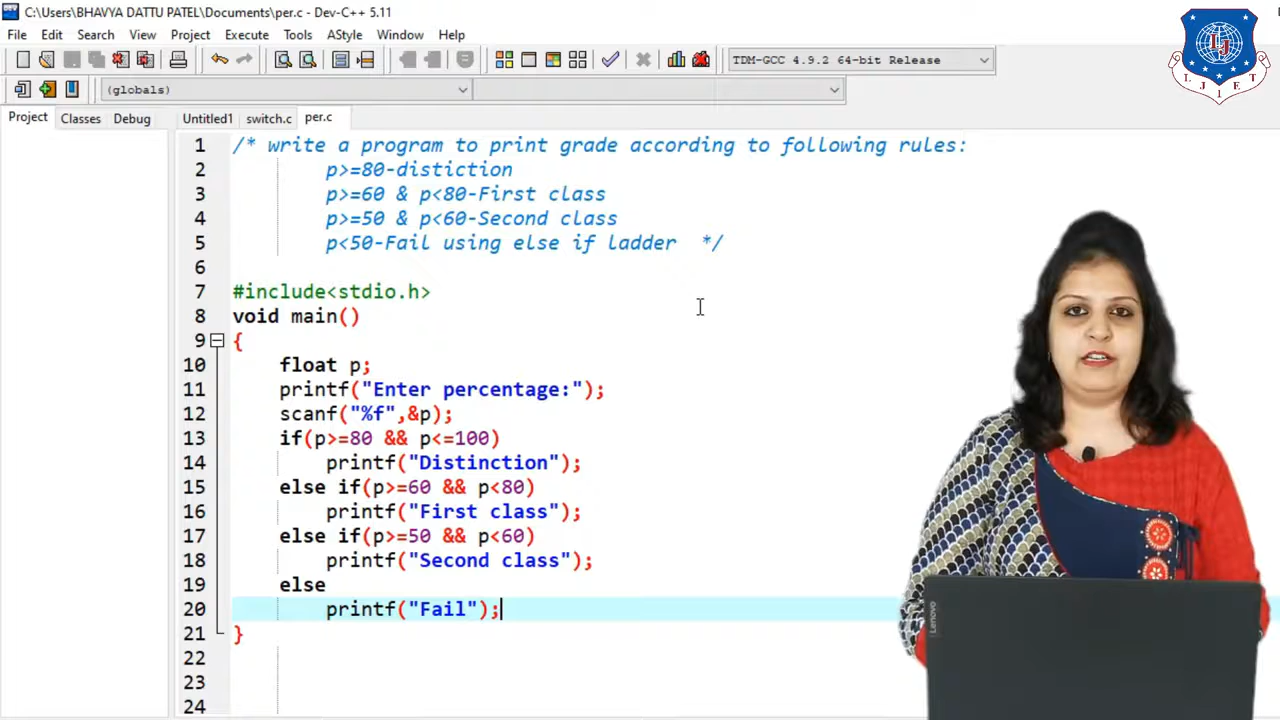 C:\Users\BHAVYA DATTU PATEL\Documents\per.c - Dev-C++ 5.11
File Edit Search View Project Execute Tools AStyle Window Help
TDM-GCC 4.9.2 64-bit Release
(globals)
Project Classes Debug Untitled1 switch.c per.c
1 /* write a program to print grade according to following rules:
2 p>=80-distiction
3 p>=60 & p<80-First class
4 p>=50 & p<60-Second class
5 p<50-Fail using else if ladder */
6
7 #include<stdio.h>
8 void main()
9 {
10 float p;
11 printf("Enter percentage:");
12 scanf("%f",&p);
13 if(p>=80 && p<=100)
14 printf("Distinction");
15 else if(p>=60 && p<80)
16 printf("First class");
17 else if(p>=50 && p<60)
18 printf("Second class");
19 else
20 printf("Fail");
21 }
22
23
24
LJ
LJIET
Lenovo